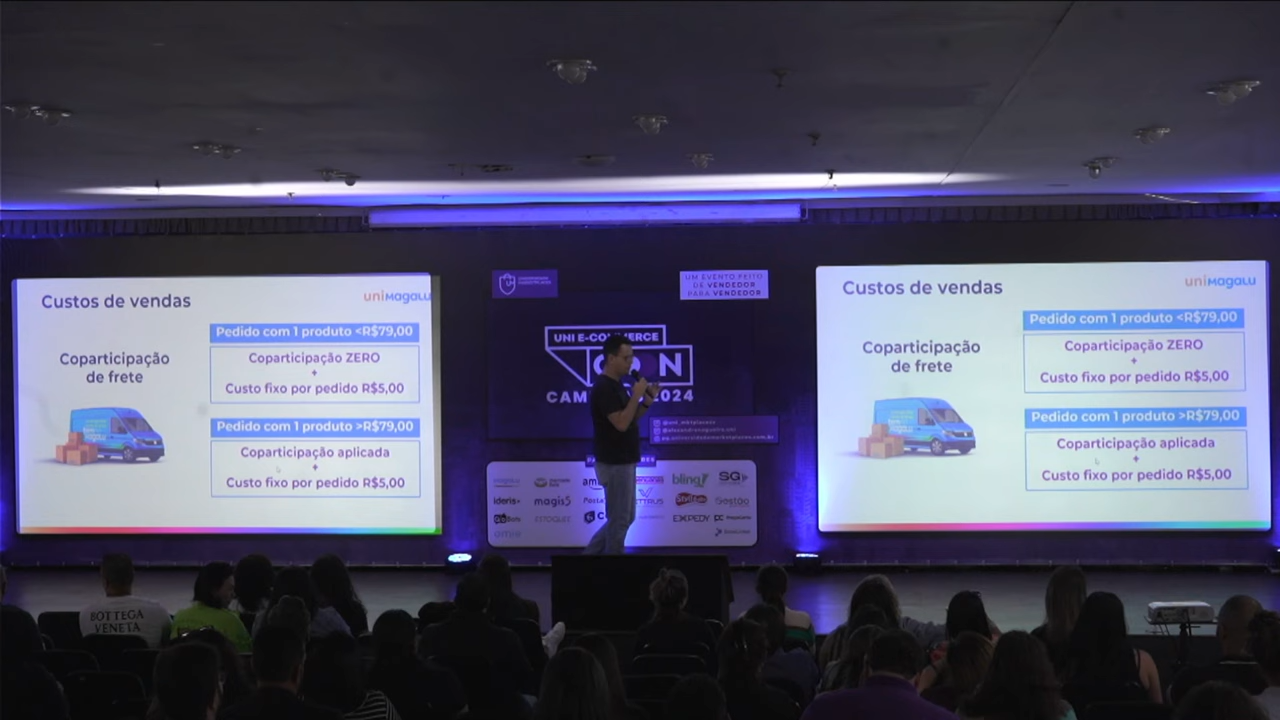 Custos de vendas
uniMagalu
Pedido com 1 produto <R$79,00
Coparticipação
de frete
Coparticipação ZERO
+
Custo fixo por pedido R$5,00
Pedido com 1 produto >R$79,00
Coparticipação aplicada
+
Custo fixo por pedido R$5,00
UM EVENTO FEITO
DE VENDEDOR
PARA VENDEDOR
UNI E-COMMERCE
2024
bling
SG
ideris
magis5
EXPEDY
Custos de vendas
uniMagalu
Pedido com 1 produto <R$79,00
Coparticipação
de frete
Coparticipação ZERO
+
Custo fixo por pedido R$5,00
Pedido com 1 produto >R$79,00
Coparticipação aplicada
+
Custo fixo por pedido R$5,00
BOTTEGA
VENETA